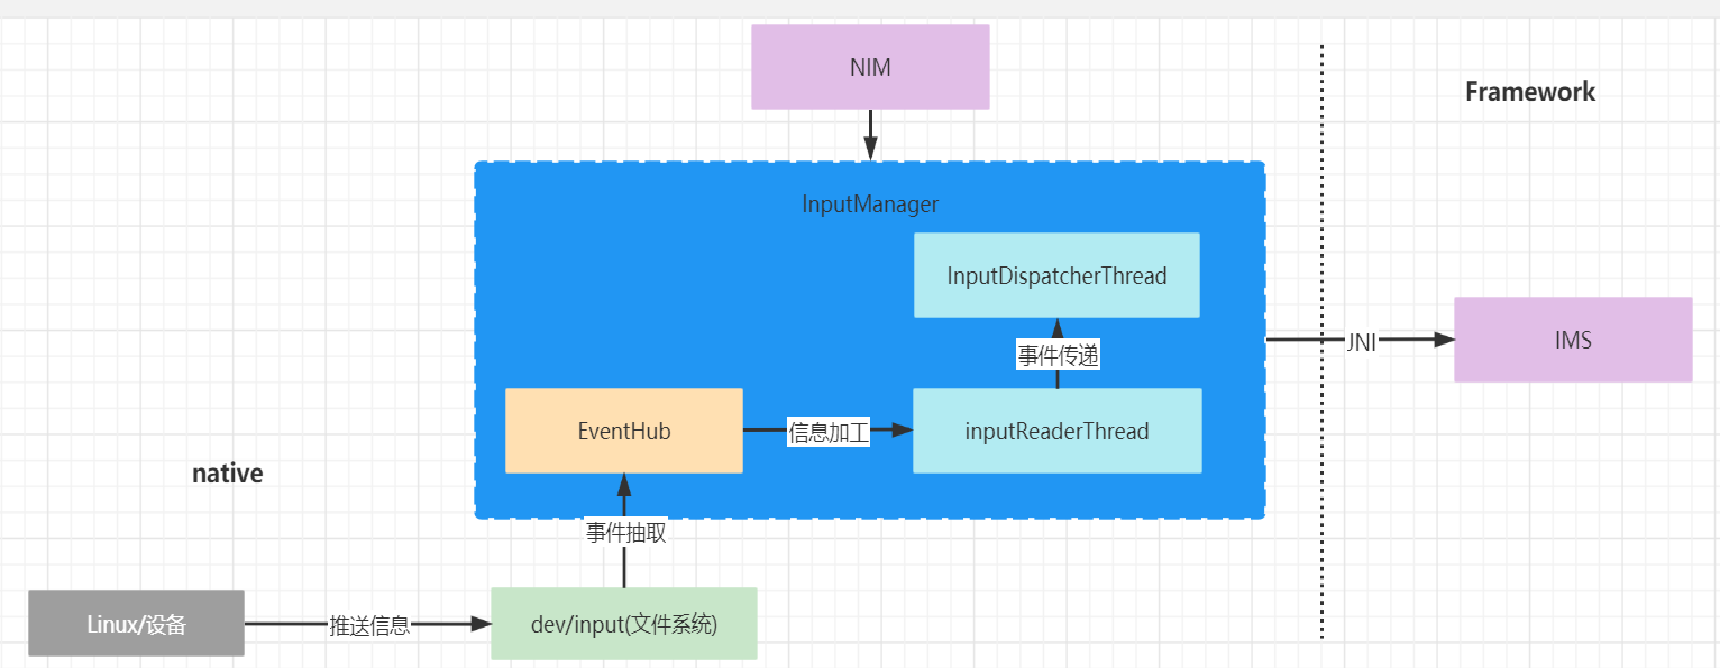 NIM
Framework
InputManager
InputDispatcherThread
事件传递
JNI
IMS
EventHub
信息加工
inputReaderThread
native
事件抽取
Linux/设备
推送信息
dev/input(文件系统)